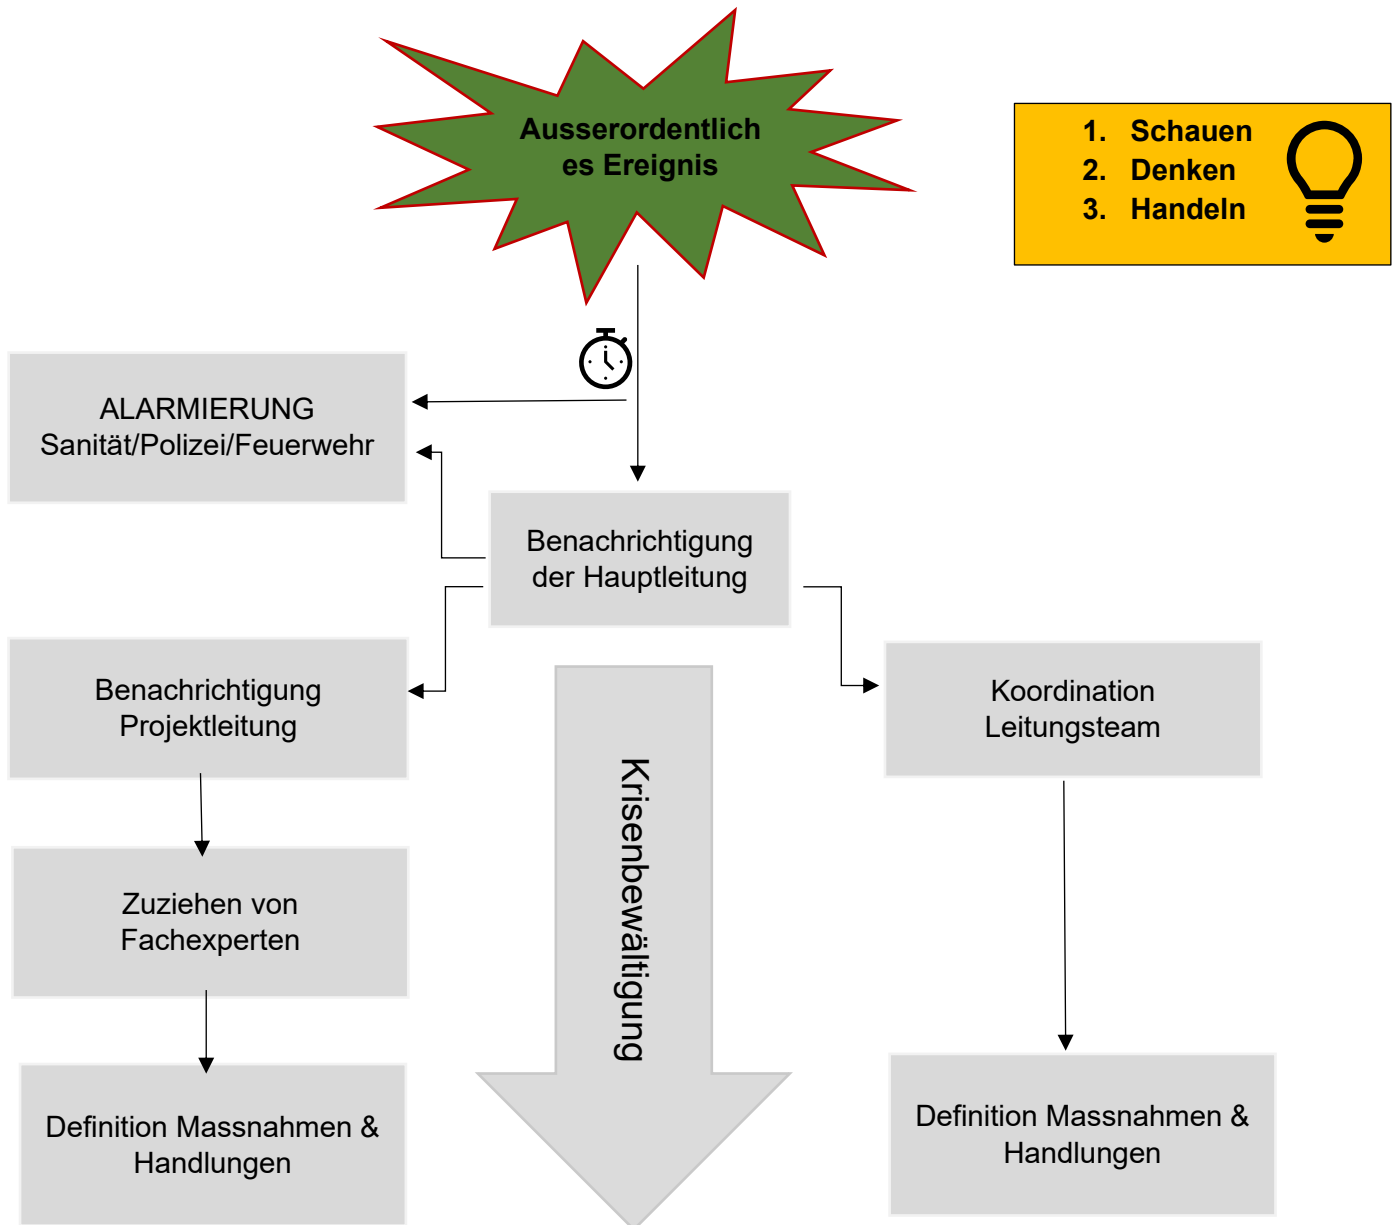 Ausserordentlich
es Ereignis
1. Schauen
2. Denken
3. Handeln
ALARMIERUNG
Sanität/Polizei/Feuerwehr
Benachrichtigung
der Hauptleitung
Benachrichtigung
Projektleitung
Koordination
Leitungsteam
Krisenbewältigung
Zuziehen von
Fachexperten
Definition Massnahmen &
Handlungen
Definition Massnahmen &
Handlungen